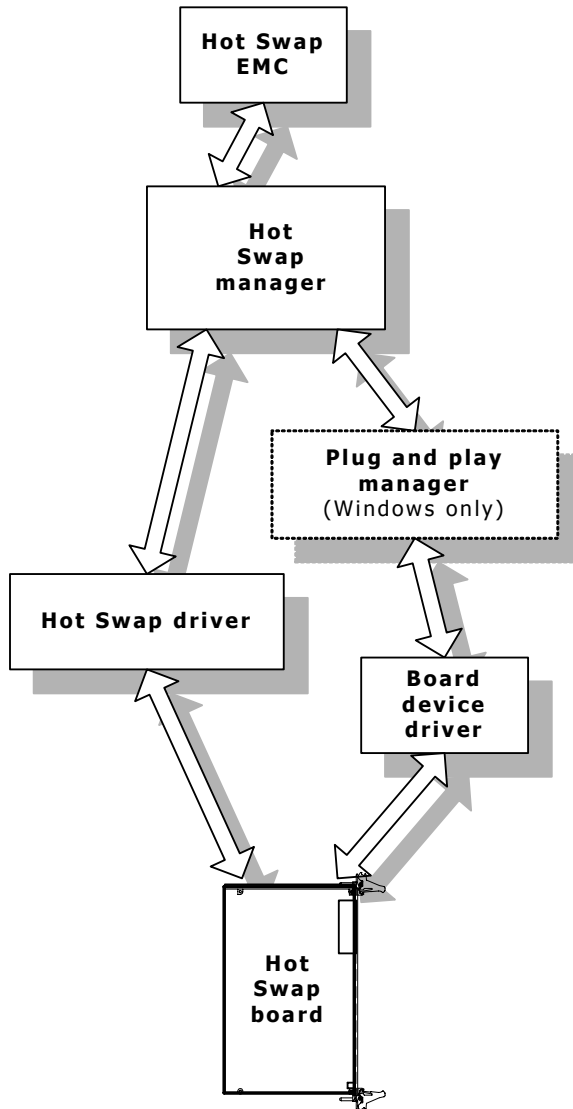 Hot Swap
EMC
Hot
Swap
manager
Plug and play
manager
(Windows only)
Hot Swap driver
Board
device
driver
Hot
Swap
board